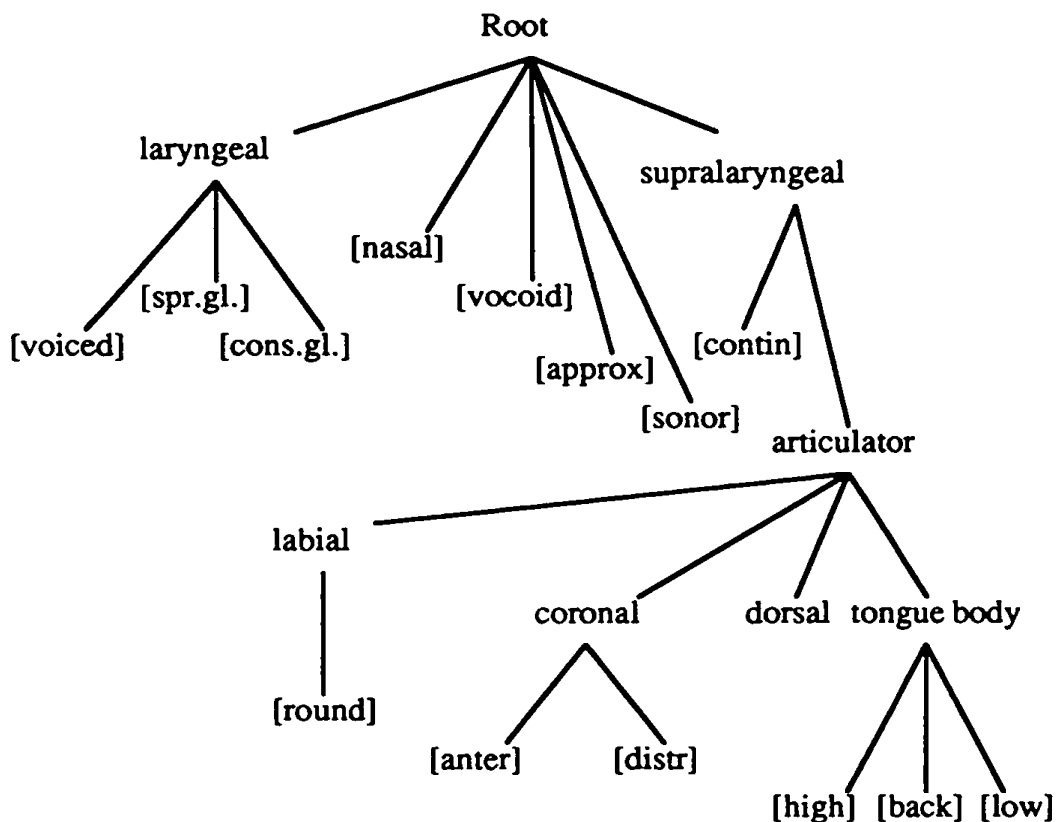 Root
laryngeal
supralaryngeal
[nasal]
[spr.gl.]
[vocoid]
[voiced]
[cons.gl.]
[contin]
[approx]
[sonor]
articulator
labial
coronal
dorsal
tongue body
[round]
[anter]
[distr]
[high]
[back]
[low]